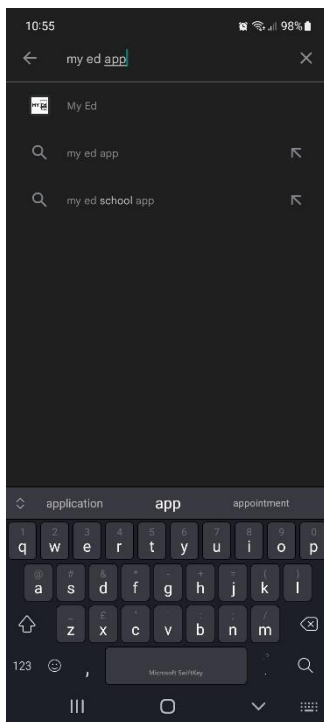 10:55 98%
my ed app
MY Ed My Ed
my ed app
my ed school app
application app appointment
1 2 3 4 5 6 7 8 9 0
q w e r t y u i o p
@ # & * - + = ( )
a s d f g h j k l
_ £ " ' : ; /
z x c v b n m
123 , Microsoft SwiftKey .